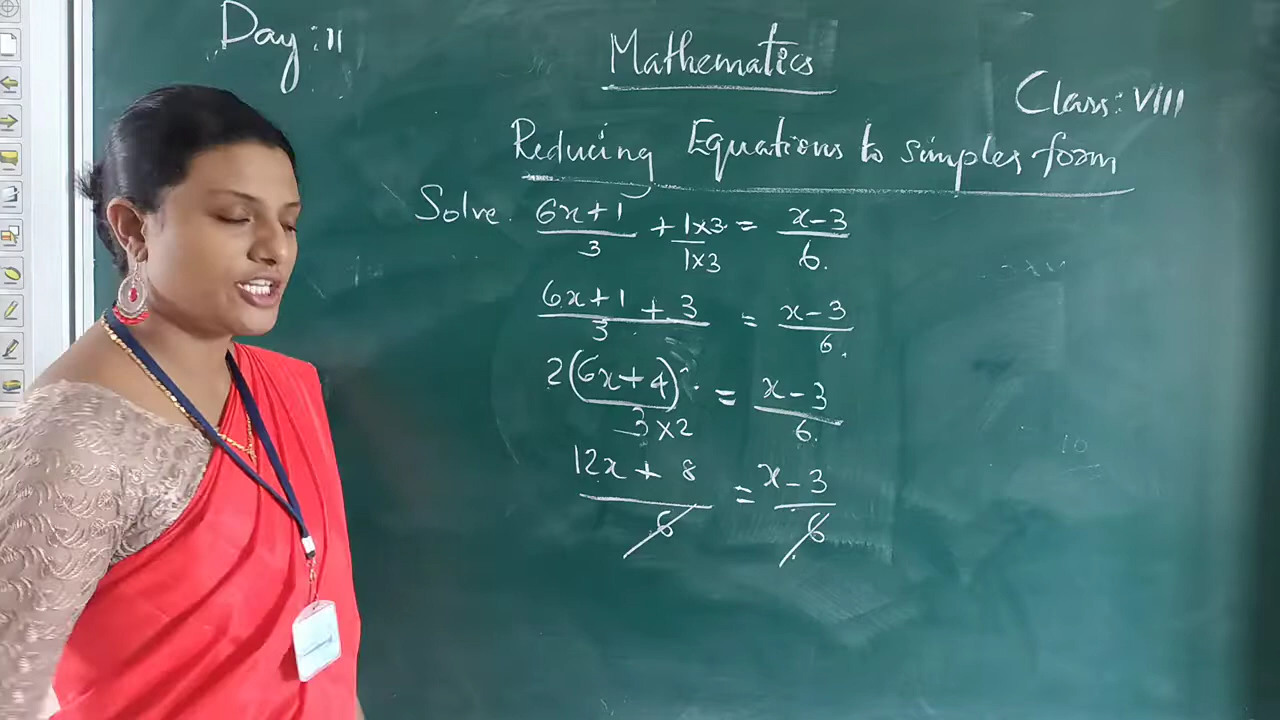 Day: 11
Mathematics
Class: VIII
Reducing Equations to simpler form
Solve. 6x+1/3 + 1×3/1×3 = x-3/6.
6x+1+3/3 = x-3/6.
2(6x+4)/3×2 = x-3/6.
12x+8/6 = x-3/6